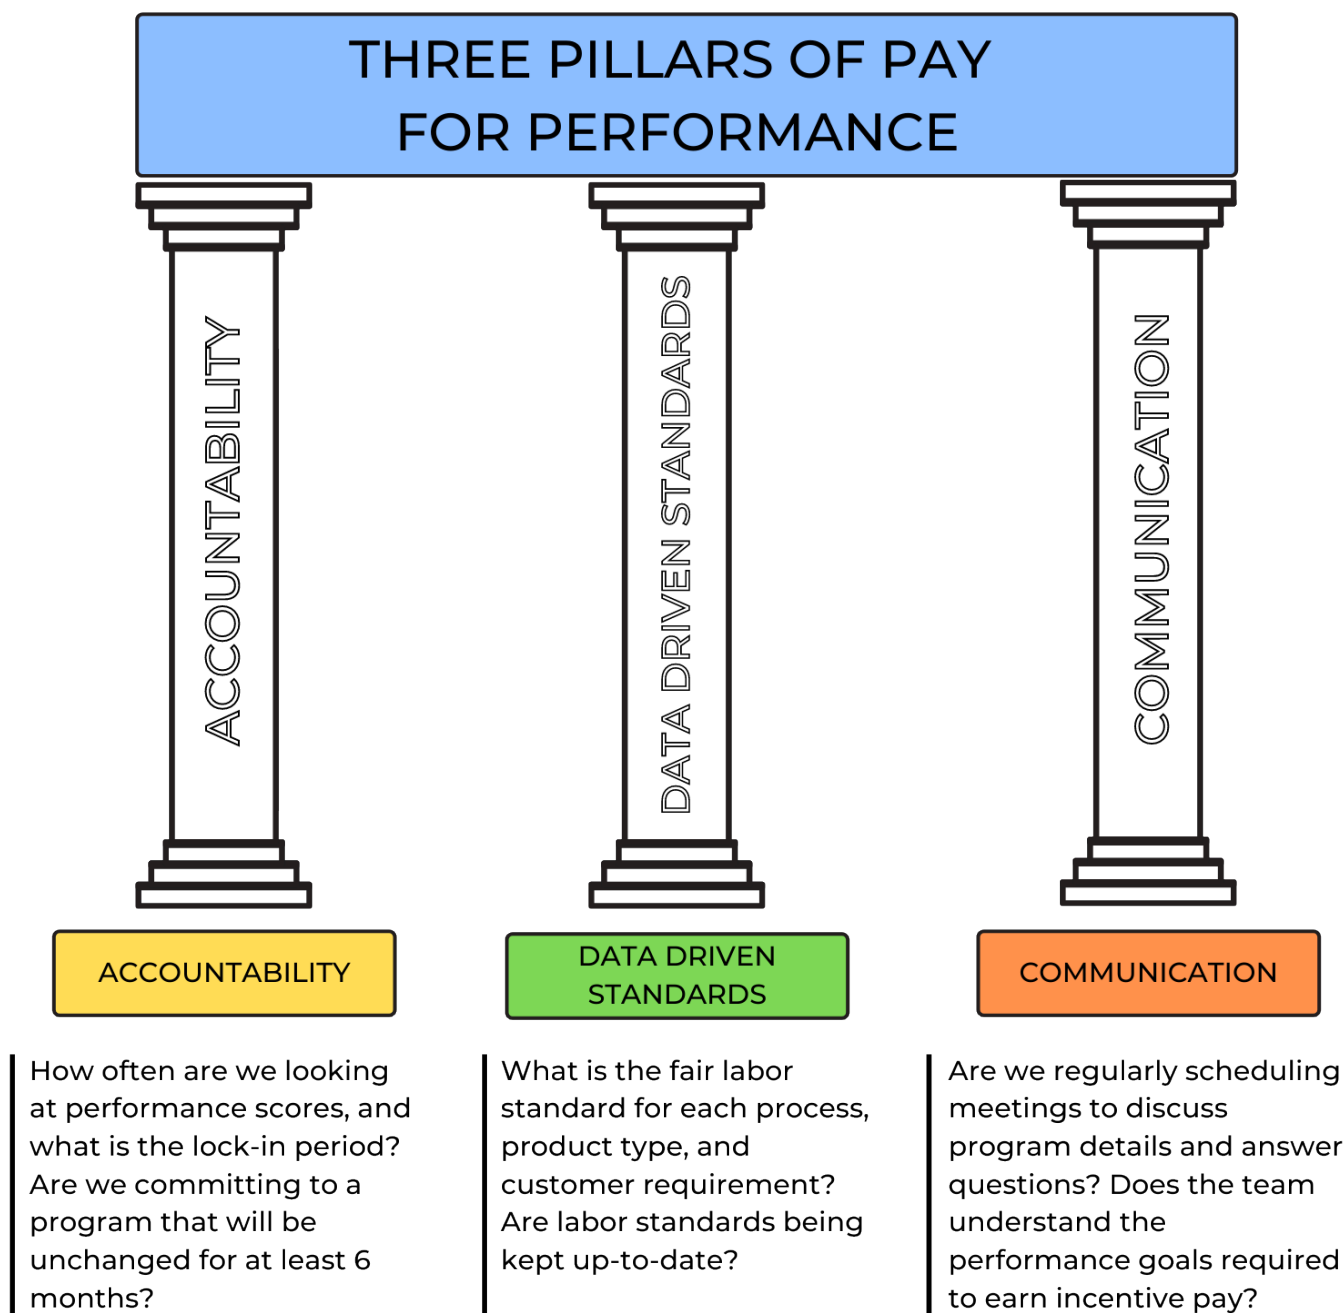 THREE PILLARS OF PAY
FOR PERFORMANCE
ACCOUNTABILITY
DATA DRIVEN STANDARDS
COMMUNICATION
ACCOUNTABILITY
DATA DRIVEN
STANDARDS
COMMUNICATION
How often are we looking
at performance scores, and
what is the lock-in period?
Are we committing to a
program that will be
unchanged for at least 6
months?
What is the fair labor
standard for each process,
product type, and
customer requirement?
Are labor standards being
kept up-to-date?
Are we regularly scheduling
meetings to discuss
program details and answer
questions? Does the team
understand the
performance goals required
to earn incentive pay?